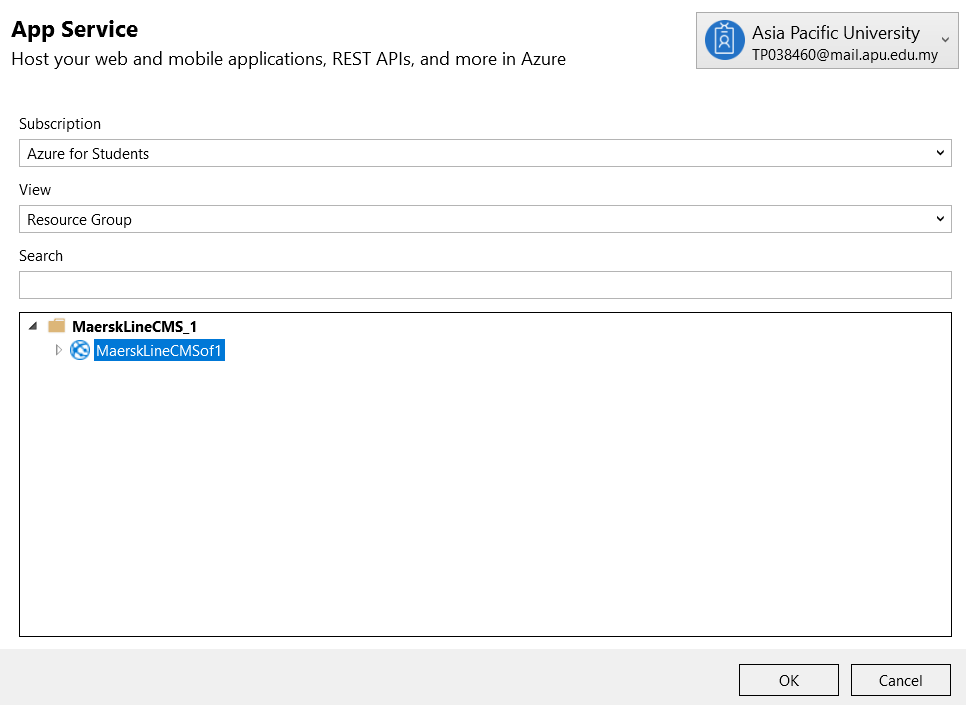 App Service
Host your web and mobile applications, REST APIs, and more in Azure
Asia Pacific University
TP038460@mail.apu.edu.my
Subscription
Azure for Students
View
Resource Group
Search
MaerskLineCMS_1
MaerskLineCMSof1
OK
Cancel